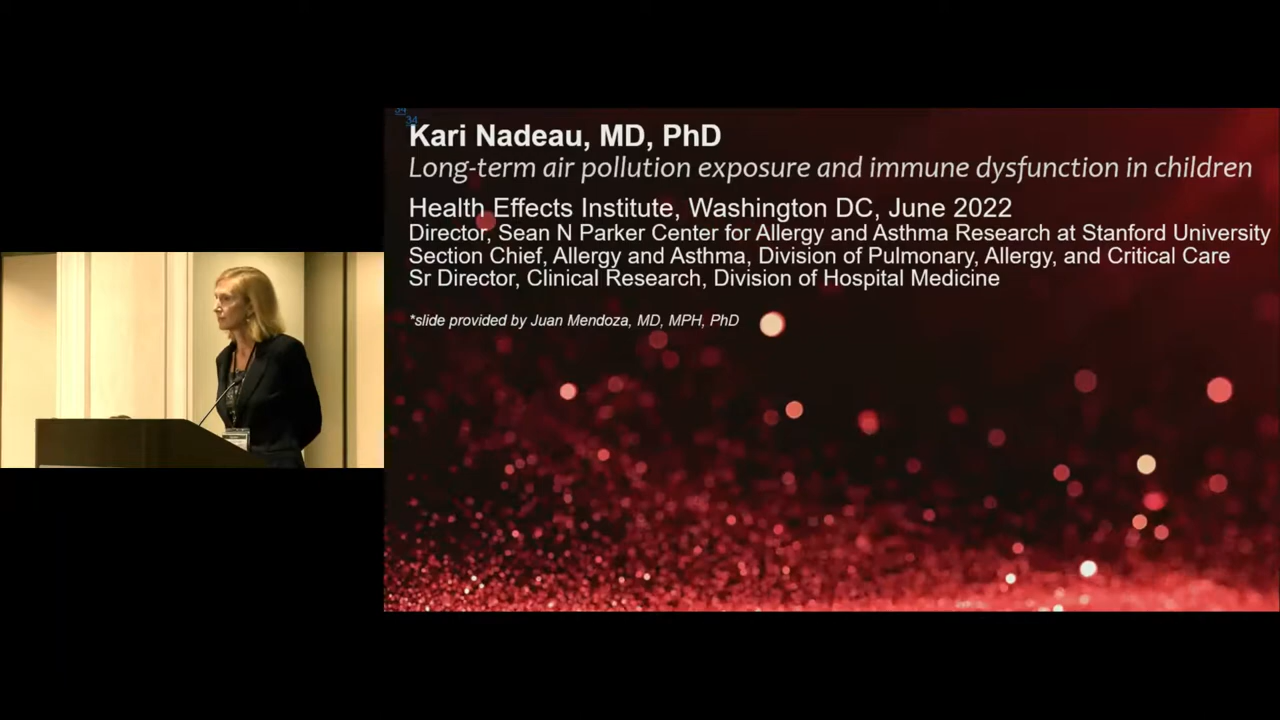 34
34
Kari Nadeau, MD, PhD
Long-term air pollution exposure and immune dysfunction in children
Health Effects Institute, Washington DC, June 2022
Director, Sean N Parker Center for Allergy and Asthma Research at Stanford University
Section Chief, Allergy and Asthma, Division of Pulmonary, Allergy, and Critical Care
Sr Director, Clinical Research, Division of Hospital Medicine
*slide provided by Juan Mendoza, MD, MPH, PhD